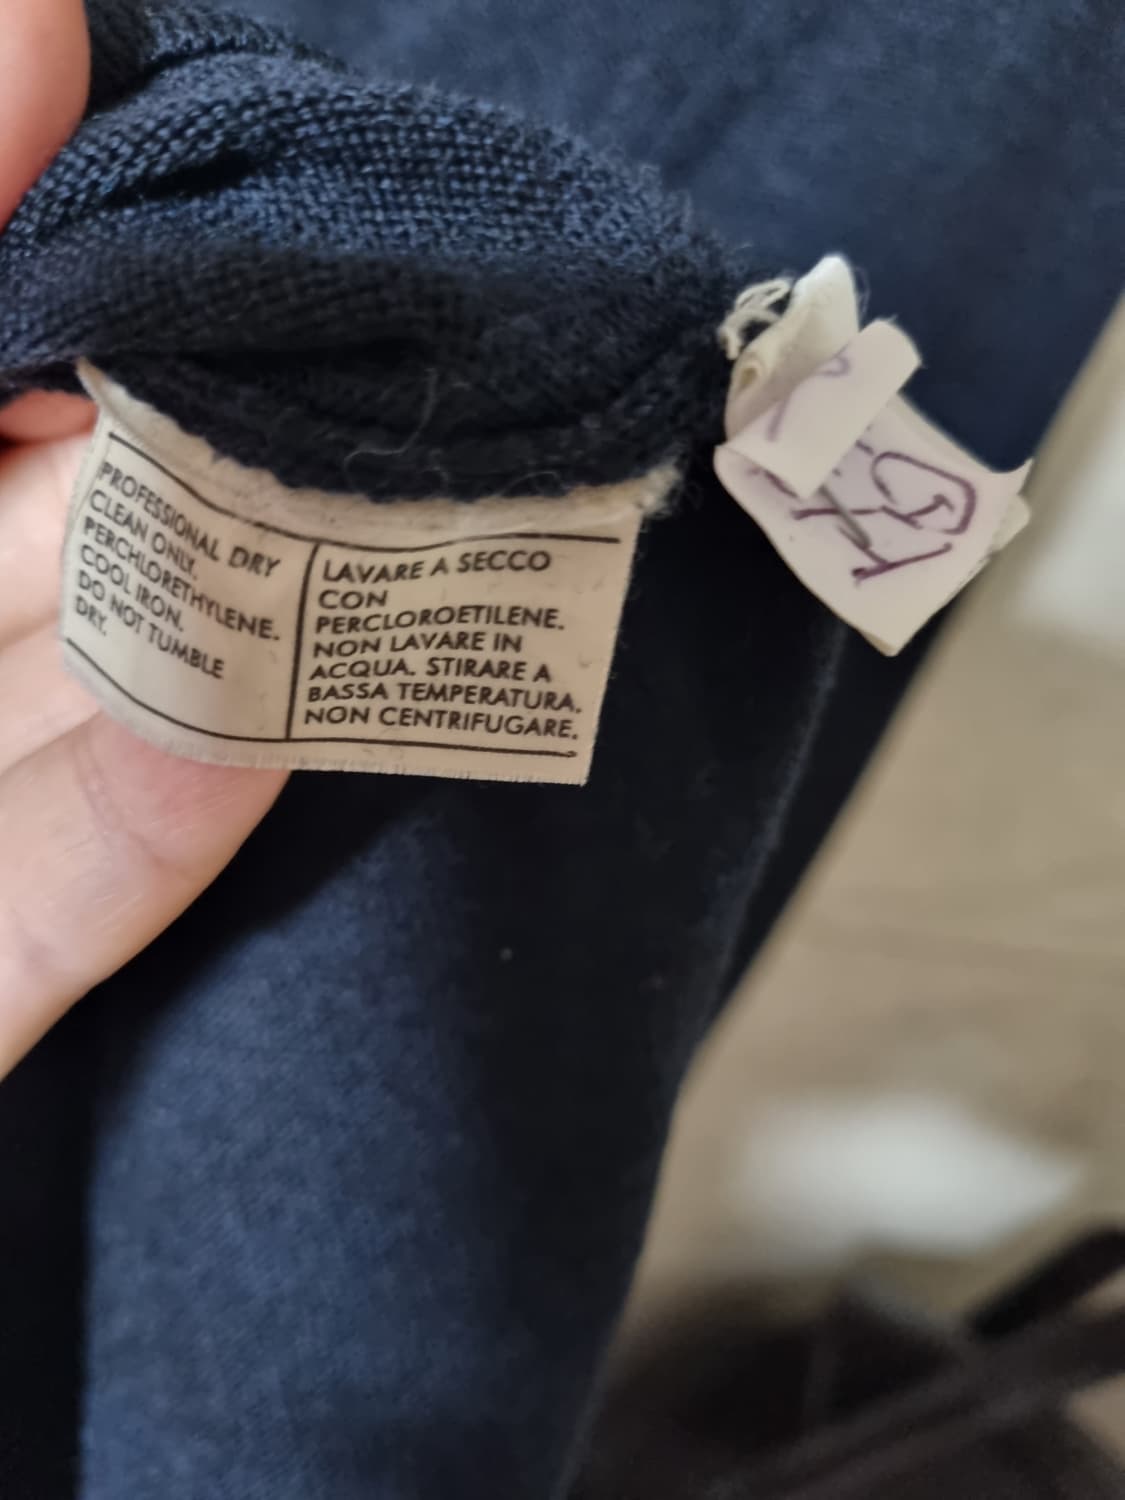 PROFESSIONAL DRY
CLEAN ONLY.
PERCHLORETHYLENE.
COOL IRON.
DO NOT TUMBLE
DRY.
LAVARE A SECCO
CON
PERCLOROETILENE.
NON LAVARE IN
ACQUA. STIRARE A
BASSA TEMPERATURA.
NON CENTRIFUGARE.